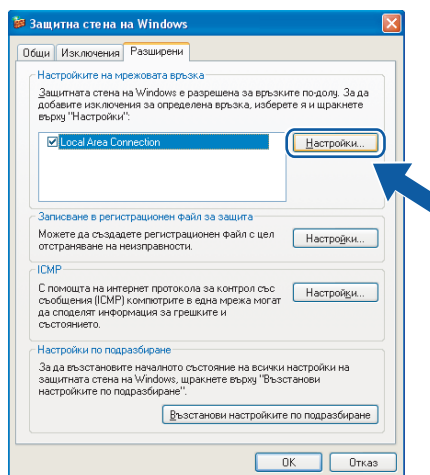 Защитна стена на Windows
Общи Изключения Разширени
Настройките на мрежовата връзка
Защитната стена на Windows е разрешена за връзките по-долу. За да
добавите изключения за определена връзка, изберете я и щракнете
върху "Настройки":
Local Area Connection
Настройки...
Записване в регистрационен файл за защита
Можете да създадете регистрационен файл с цел
отстраняване на неизправности.
Настройки...
ICMP
С помощта на интернет протокола за контрол със
съобщения (ICMP) компютрите в една мрежа могат
да споделят информация за грешките и
състоянието.
Настройки...
Настройки по подразбиране
За да възстановите началното състояние на всички настройки на
защитната стена на Windows, щракнете върху "Възстанови
настройките по подразбиране".
Възстанови настройките по подразбиране
OK Отказ